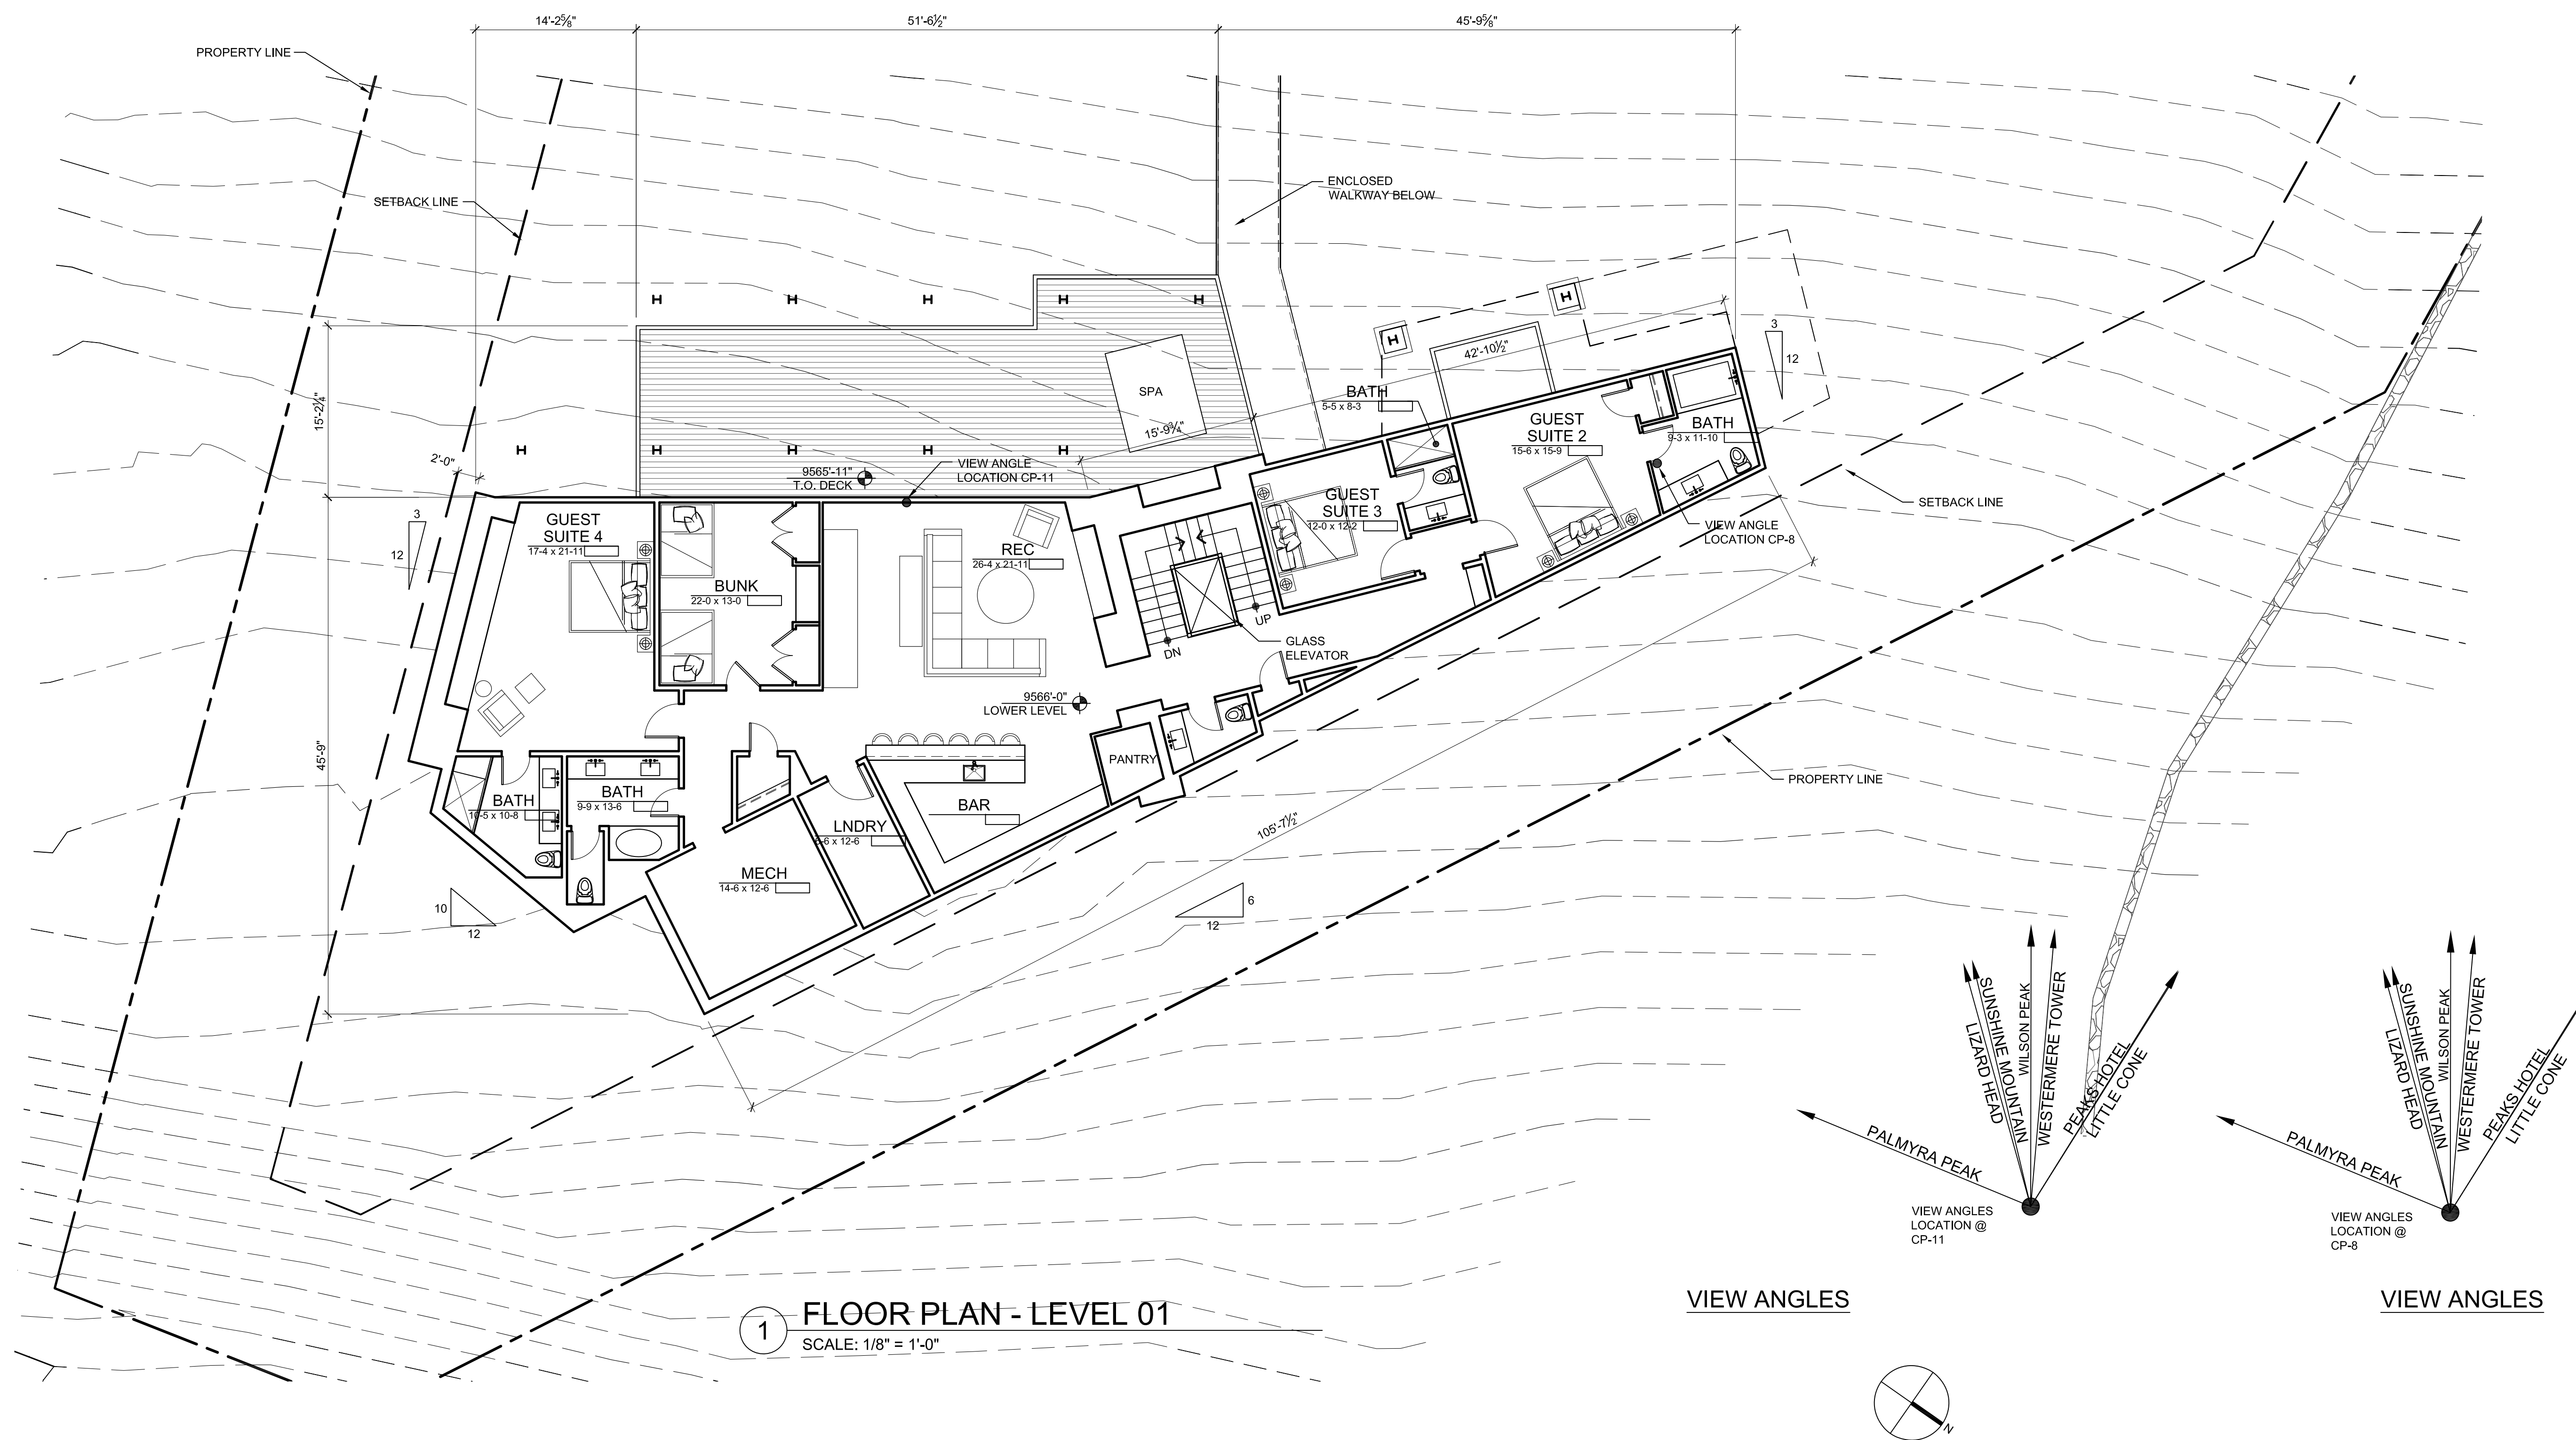 14'-2⅝"
51'-6½"
45'-9⅝"
PROPERTY LINE
SETBACK LINE
ENCLOSED
WALKWAY BELOW
H
H
H
H
H
H
H
3
12
42'-10½"
15'-2¼"
SPA
15'-9¾"
BATH
5-5 x 8-3
GUEST
SUITE 2
15-6 x 15-9
BATH
9-3 x 11-10
H
H
H
H
H
2'-0"
9565'-11"
T.O. DECK
VIEW ANGLE
LOCATION CP-11
SETBACK LINE
GUEST
SUITE 3
12-0 x 12-2
VIEW ANGLE
LOCATION CP-8
3
12
GUEST
SUITE 4
17-4 x 21-11
BUNK
22-0 x 13-0
REC
26-4 x 21-11
UP
DN
GLASS
ELEVATOR
9566'-0"
LOWER LEVEL
45'-9"
PANTRY
PROPERTY LINE
BATH
10-5 x 10-8
BATH
9-9 x 13-6
BAR
LNDRY
x 12-6
105'-7½"
MECH
14-6 x 12-6
10
12
6
12
LIZARD HEAD
SUNSHINE MOUNTAIN
WILSON PEAK
WESTERMERE TOWER
PEAKS HOTEL
LITTLE CONE
PALMYRA PEAK
VIEW ANGLES
LOCATION @
CP-11
LIZARD HEAD
SUNSHINE MOUNTAIN
WILSON PEAK
WESTERMERE TOWER
PEAKS HOTEL
LITTLE CONE
PALMYRA PEAK
VIEW ANGLES
LOCATION @
CP-8
VIEW ANGLES
VIEW ANGLES
1
FLOOR PLAN - LEVEL 01
SCALE: 1/8" = 1'-0"
N